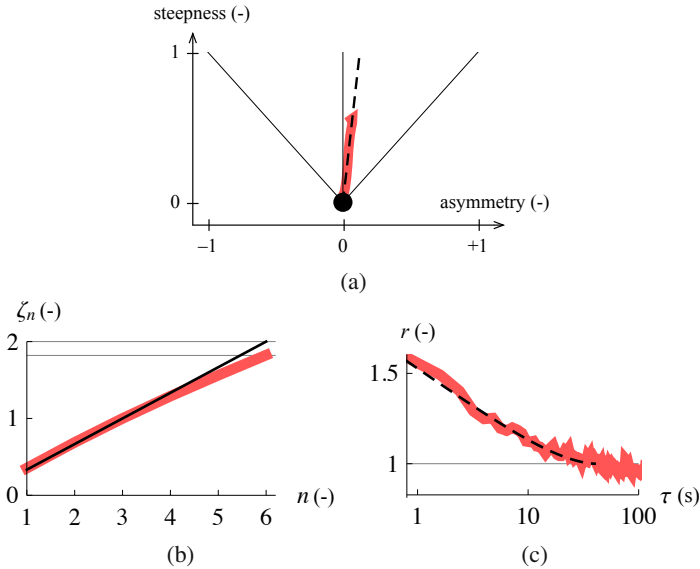 steepness (-)
1
0
asymmetry (-)
−1
0
+1
(a)
ζn (-)
2
1
0
1
2
3
4
5
6
n (-)
(b)
r (-)
1.5
1
1
10
100
τ (s)
(c)